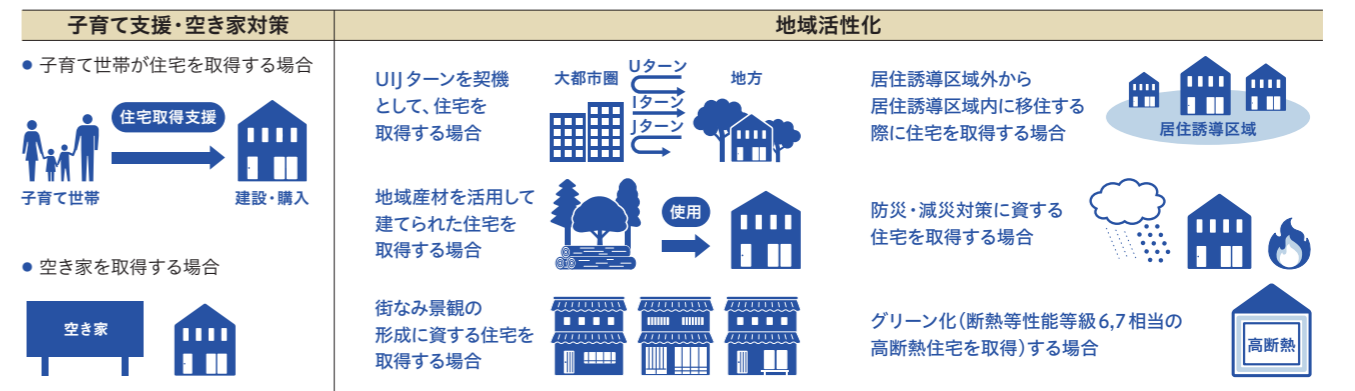 子育て支援・空き家対策
● 子育て世帯が住宅を取得する場合
住宅取得支援
子育て世帯
建設・購入
● 空き家を取得する場合
空き家
地域活性化
UIJターンを契機
として、住宅を
取得する場合
大都市圏
Uターン
Iターン
Jターン
地方
居住誘導区域外から
居住誘導区域内に移住する
際に住宅を取得する場合
居住誘導区域
地域産材を活用して
建てられた住宅を
取得する場合
使用
防災・減災対策に資する
住宅を取得する場合
街なみ景観の
形成に資する住宅を
取得する場合
グリーン化（断熱等性能等級6,7相当の
高断熱住宅を取得）する場合
高断熱